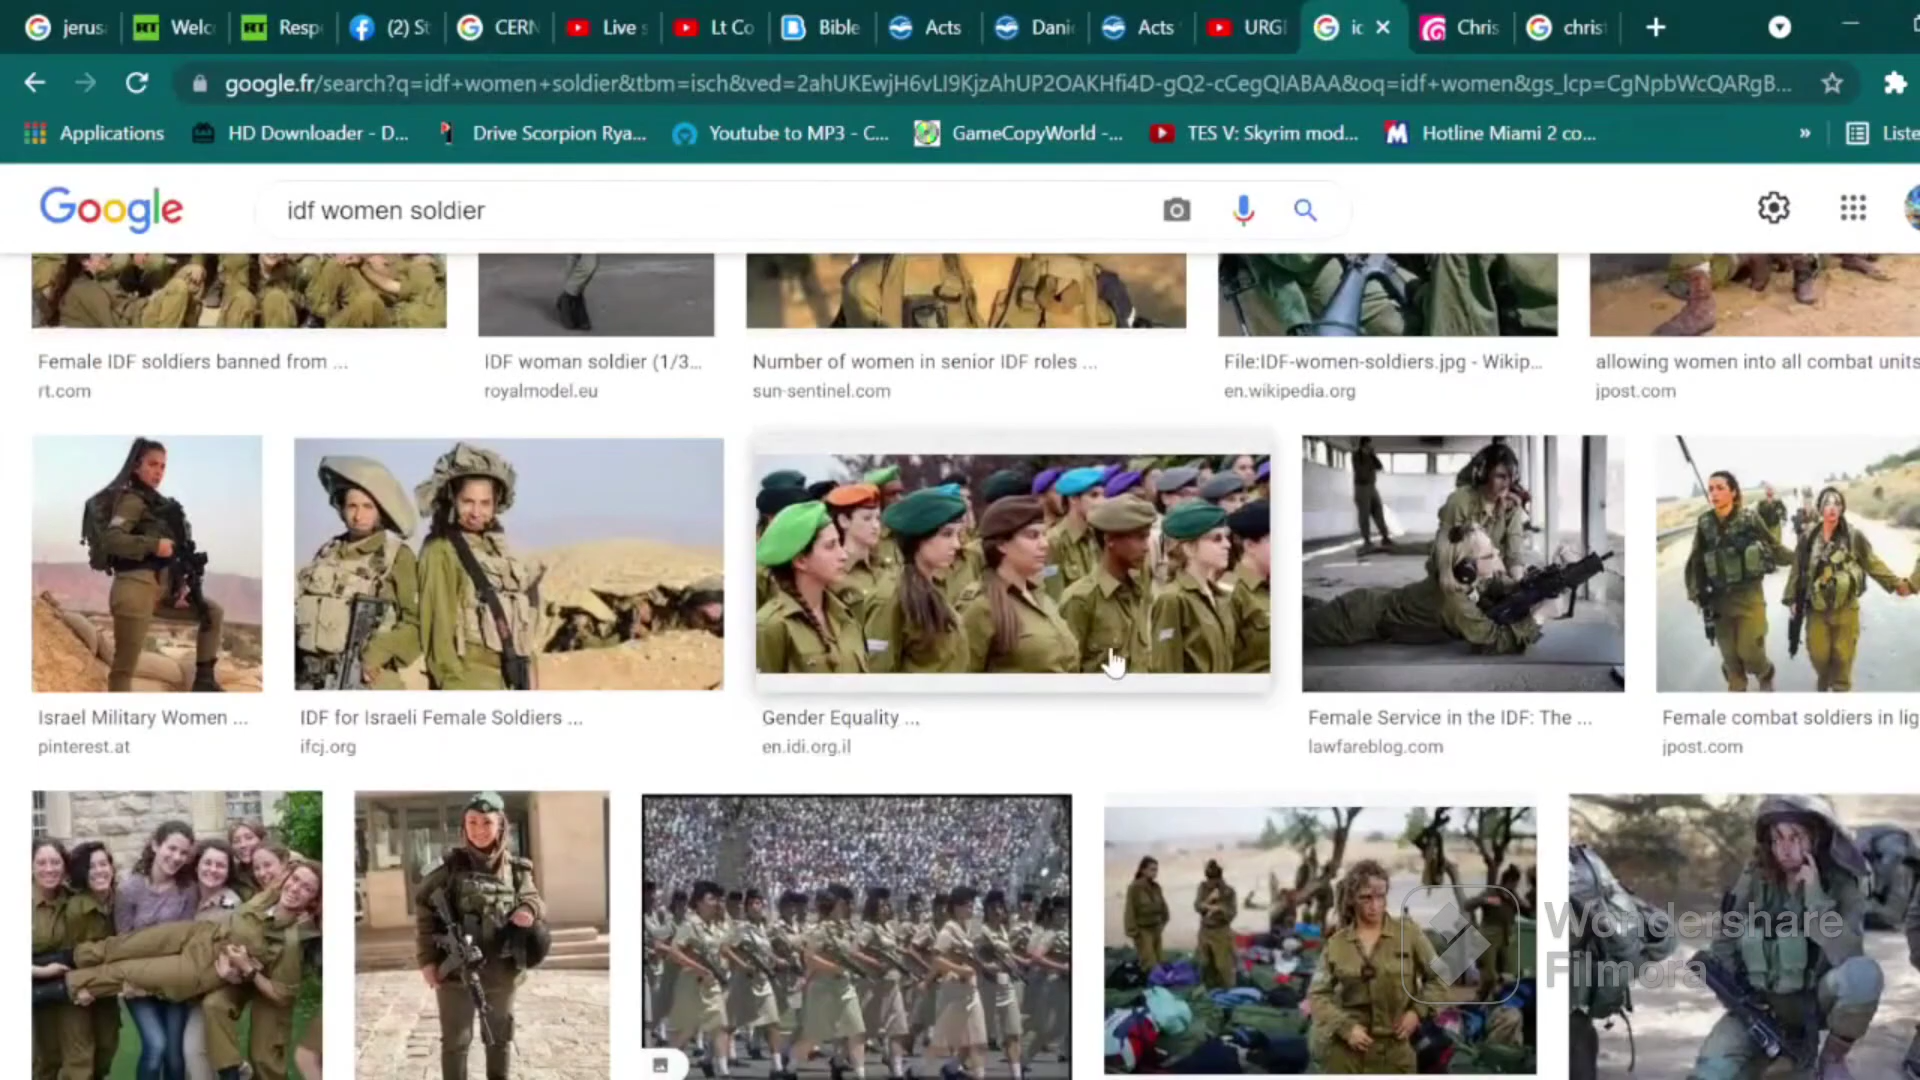 jerus
RT
Welc
RT
Resp
(2) St
CERN
Live s
Lt Co
Bible
Acts
Dani
Acts
URG
ic
Chris
christ
google.fr/search?q=idf+women+soldier&tbm=isch&ved=2ahUKEwjH6vLI9KjzAhUP2OAKHfi4D-gQ2-cCegQIABAA&oq=idf+women&gs_lcp=CgNpbWcQARgB...
Applications
HD Downloader - D...
Drive Scorpion Rya...
Youtube to MP3 - C...
GameCopyWorld -...
TES V: Skyrim mod...
Hotline Miami 2 co...
»
Liste
Google
idf women soldier
Female IDF soldiers banned from ...
rt.com
IDF woman soldier (1/3...
royalmodel.eu
Number of women in senior IDF roles ...
sun-sentinel.com
File:IDF-women-soldiers.jpg - Wikip...
en.wikipedia.org
allowing women into all combat units
jpost.com
Israel Military Women ...
pinterest.at
IDF for Israeli Female Soldiers ...
ifcj.org
Gender Equality ...
en.idi.org.il
Female Service in the IDF: The ...
lawfareblog.com
Female combat soldiers in lig
jpost.com
Wondershare
Filmora